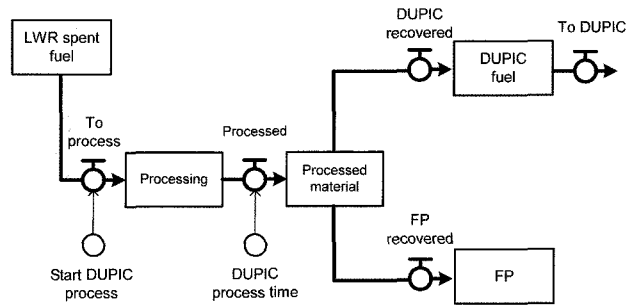 LWR spent
fuel
DUPIC
recovered
To DUPIC
DUPIC
fuel
To
process
Processed
Processing
Processed
material
Start DUPIC
process
DUPIC
process time
FP
recovered
FP